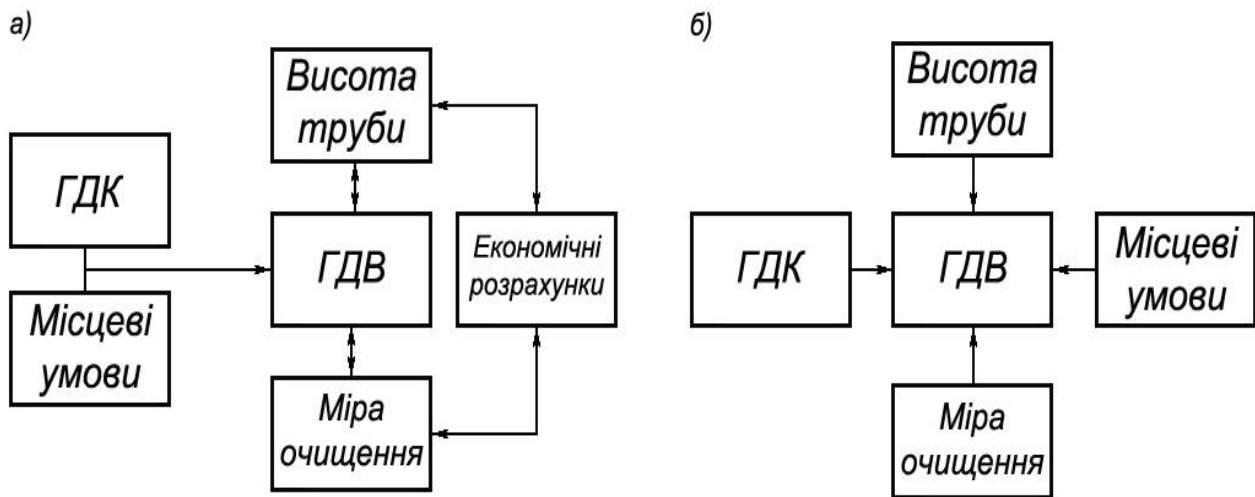 а)
Висота
труби
ГДК
ГДВ
Економічні
розрахунки
Місцеві
умови
Міра
очищення
б)
Висота
труби
ГДК
ГДВ
Місцеві
умови
Міра
очищення